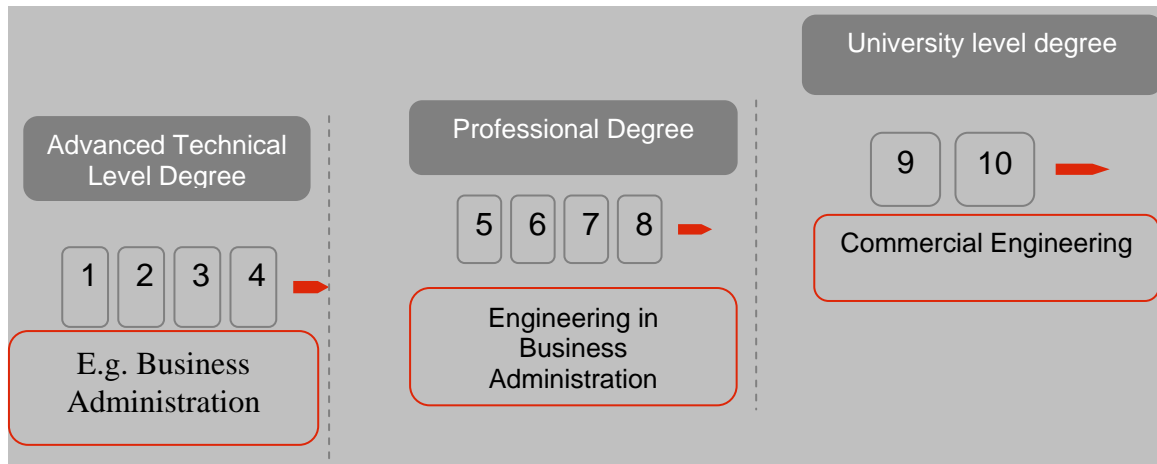 Advanced Technical
Level Degree
1 2 3 4
E.g. Business
Administration
Professional Degree
5 6 7 8
Engineering in
Business
Administration
University level degree
9 10
Commercial Engineering